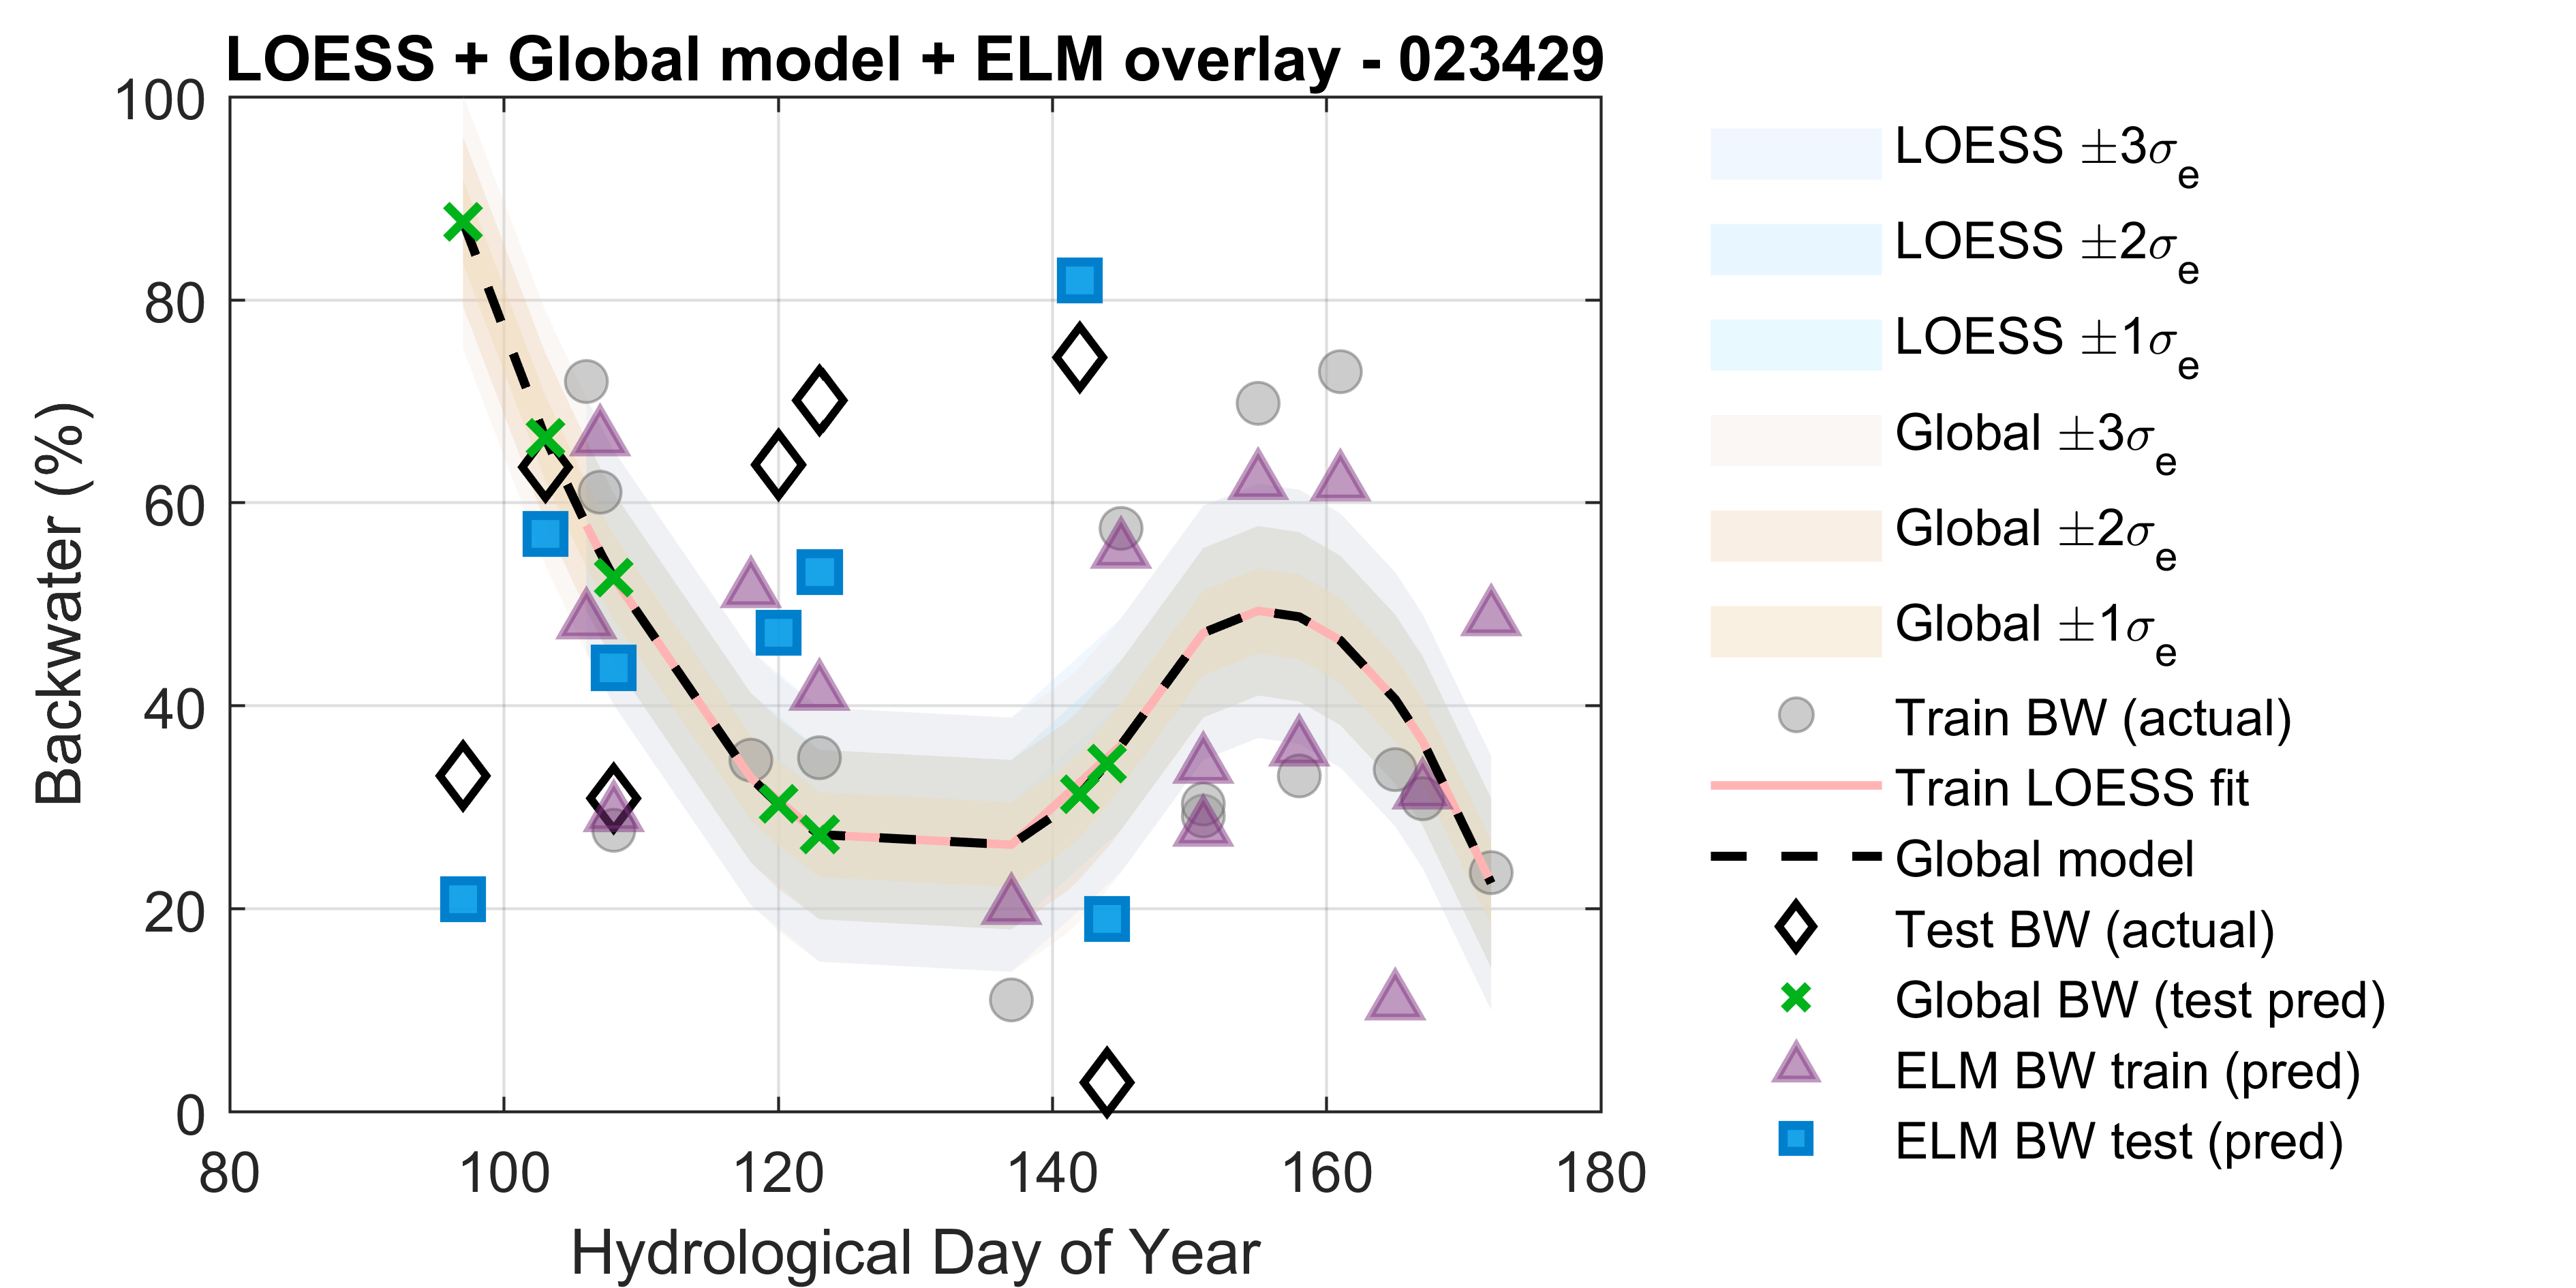 LOESS + Global model + ELM overlay - 023429
100
80
60
40
20
0
Backwater (%)
80 100 120 140 160 180
Hydrological Day of Year
LOESS ±3σe
LOESS ±2σe
LOESS ±1σe
Global ±3σe
Global ±2σe
Global ±1σe
Train BW (actual)
Train LOESS fit
Global model
Test BW (actual)
Global BW (test pred)
ELM BW train (pred)
ELM BW test (pred)